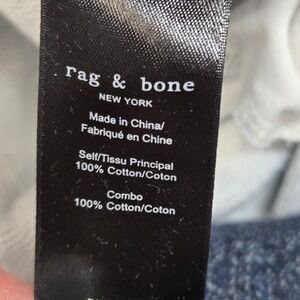 rag & bone
NEW YORK
Made in China/
Fabriqué en Chine
Self/Tissu Principal
100% Cotton/Coton
Combo
100% Cotton/Coton